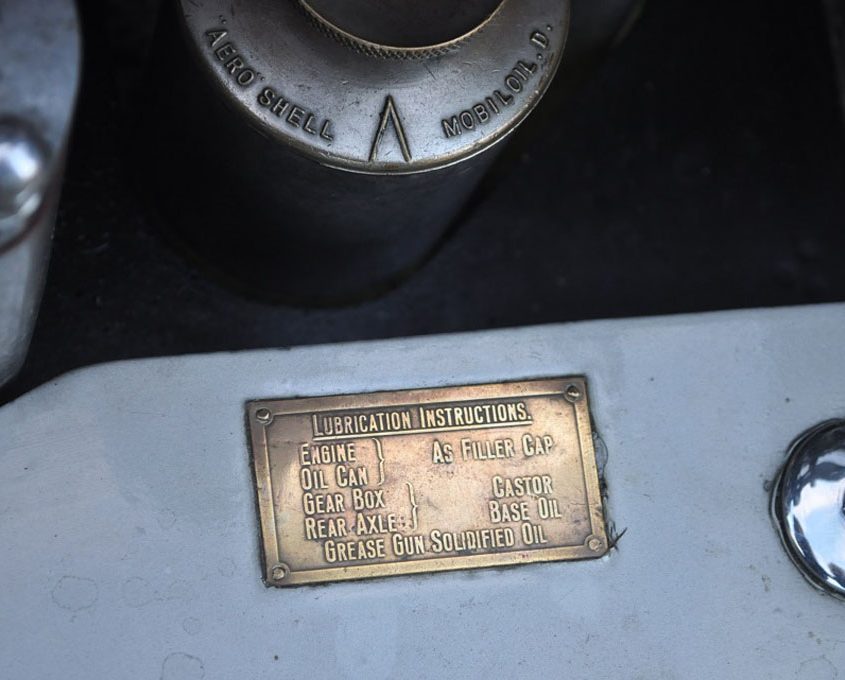 "AERO" SHELL
MOBILOIL. D.
LUBRICATION INSTRUCTIONS.
ENGINE } AS FILLER CAP
OIL CAN
GEAR BOX } CASTOR
REAR AXLE BASE OIL
GREASE GUN. SOLIDIFIED OIL